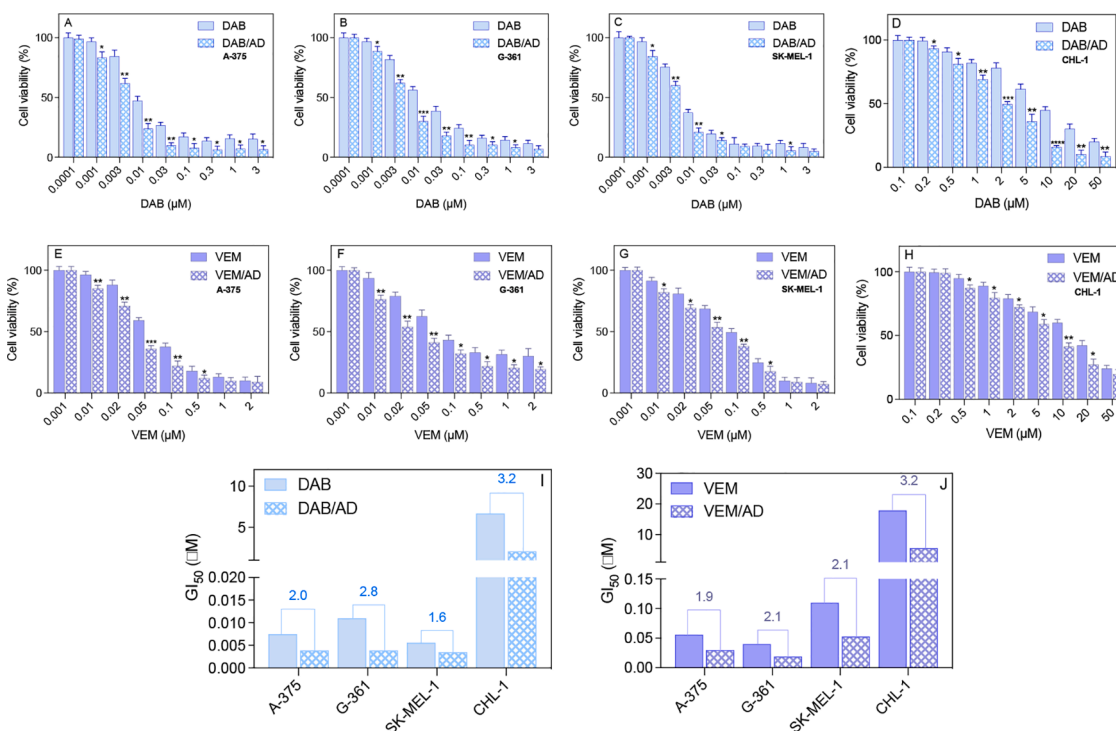 A
DAB
DAB/AD
A-375
Cell viability (%)
100
50
0
0.0001
0.001
0.003
0.01
0.03
0.1
0.3
1
3
* ** ** ** * * * *
DAB (µM)
B
DAB
DAB/AD
G-361
Cell viability (%)
100
50
0
0.0001
0.001
0.003
0.01
0.03
0.1
0.3
1
3
* ** *** ** ** * *
DAB (µM)
C
DAB
DAB/AD
SK-MEL-1
Cell viability (%)
100
50
0
0.0001
0.001
0.003
0.01
0.03
0.1
0.3
1
3
* ** ** * *
DAB (µM)
D
DAB
DAB/AD
CHL-1
Cell viability (%)
100
50
0
0.1
0.2
0.5
1
2
5
10
20
50
* * ** *** * **** ** **
DAB (µM)
E
VEM
VEM/AD
A-375
Cell viability (%)
100
50
0
0.001
0.01
0.02
0.05
0.1
0.5
1
2
** ** *** ** *
VEM (µM)
F
VEM
VEM/AD
G-361
Cell viability (%)
100
50
0
0.001
0.01
0.02
0.05
0.1
0.5
1
2
** ** ** * * * *
VEM (µM)
G
VEM
VEM/AD
SK-MEL-1
Cell viability (%)
100
50
0
0.001
0.01
0.02
0.05
0.1
0.5
1
2
* ** ** ** *
VEM (µM)
H
VEM
VEM/AD
CHL-1
Cell viability (%)
100
50
0
0.1
0.2
0.5
1
2
5
10
20
50
* * * * ** *
VEM (µM)
I
DAB
DAB/AD
GI50 (□M)
10
5
0.020
0.015
0.010
0.005
0.000
2.0
2.8
1.6
3.2
A-375
G-361
SK-MEL-1
CHL-1
J
VEM
VEM/AD
GI50 (□M)
30
20
10
0
0.15
0.10
0.05
0.00
1.9
2.1
2.1
3.2
A-375
G-361
SK-MEL-1
CHL-1